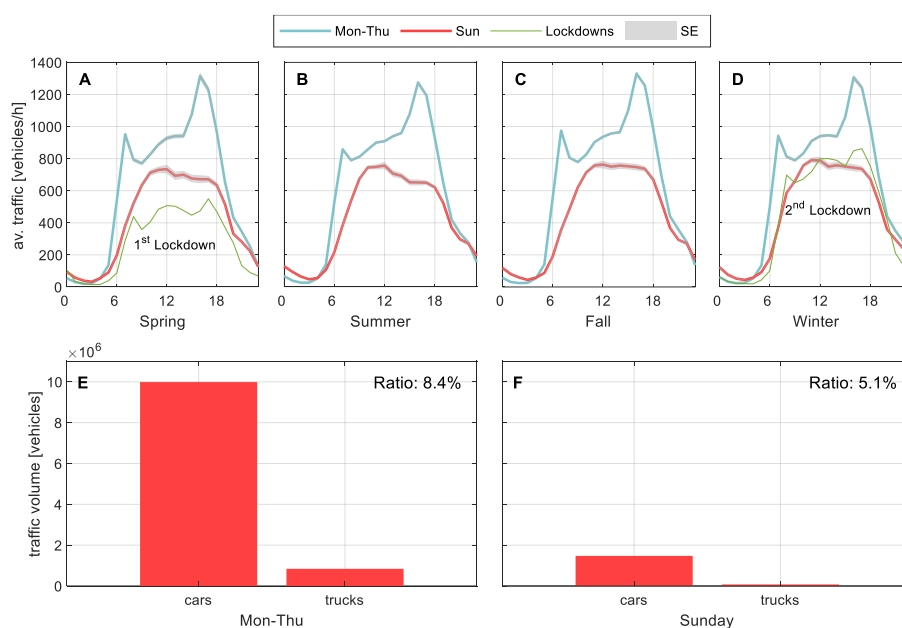 Mon-Thu Sun Lockdowns SE
av. traffic [vehicles/h]
1400
1200
1000
800
600
400
200
0
A
1st Lockdown
0 6 12 18
Spring
B
0 6 12 18
Summer
C
0 6 12 18
Fall
D
2nd Lockdown
0 6 12 18
Winter
×10^6
traffic volume [vehicles]
10
8
6
4
2
0
E
Ratio: 8.4%
cars trucks
Mon-Thu
F
Ratio: 5.1%
cars trucks
Sunday